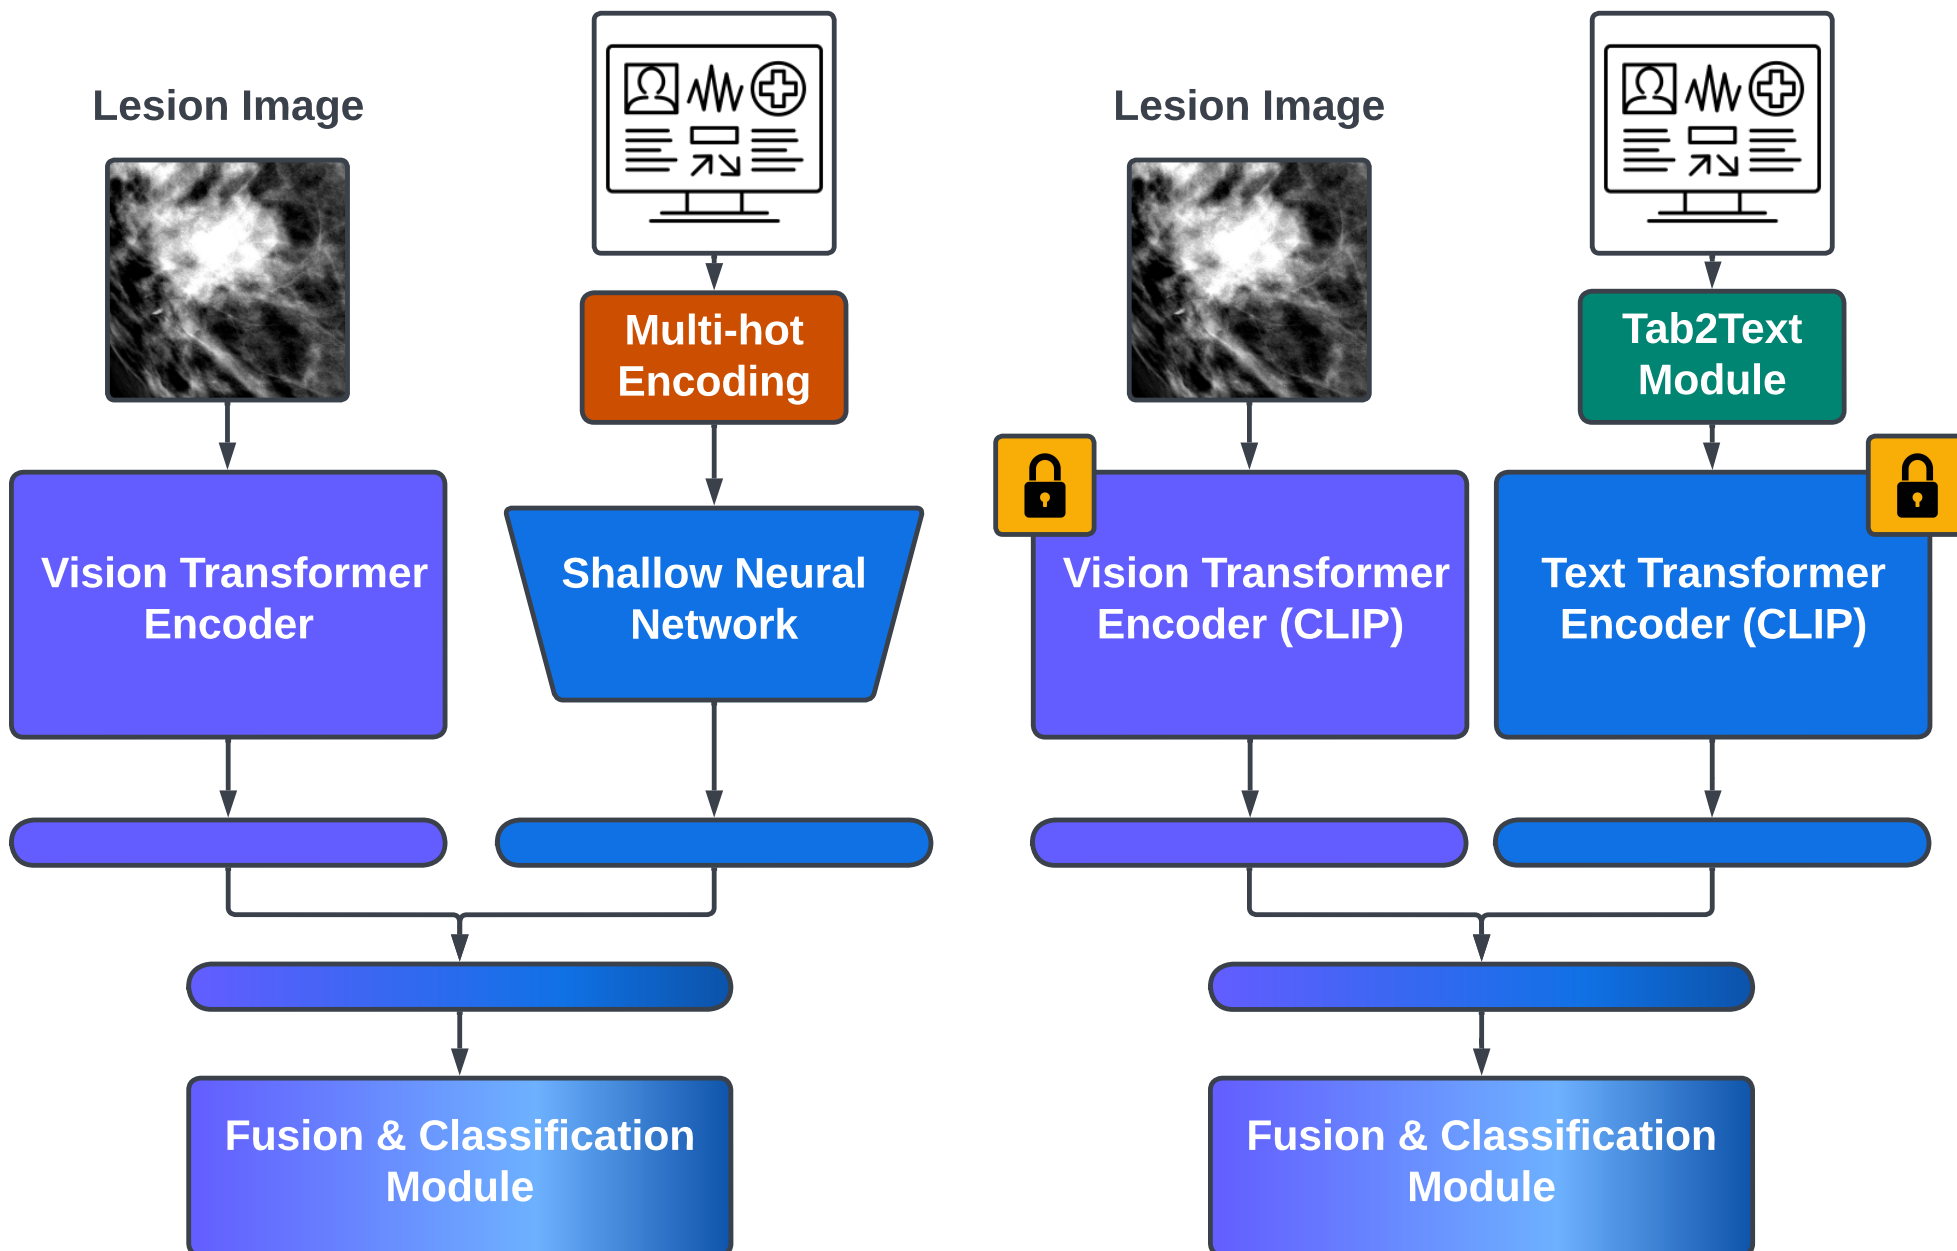 Lesion Image
Multi-hot
Encoding
Vision Transformer
Encoder
Shallow Neural
Network
Fusion & Classification
Module
Lesion Image
Tab2Text
Module
Vision Transformer
Encoder (CLIP)
Text Transformer
Encoder (CLIP)
Fusion & Classification
Module